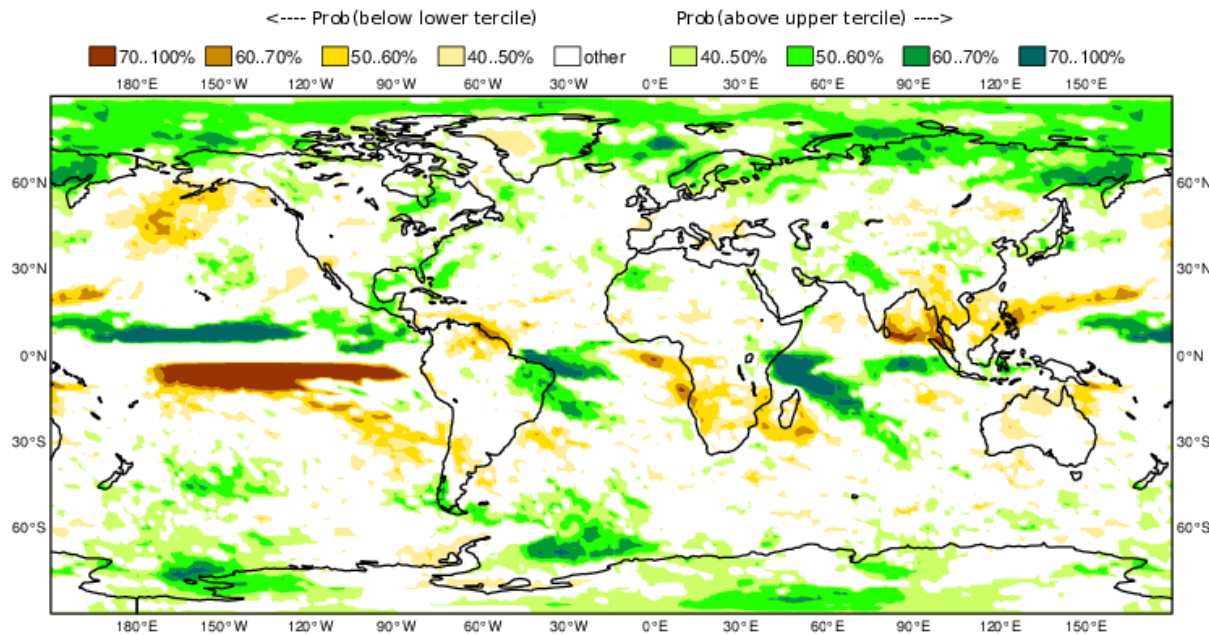 <---- Prob(below lower tercile) Prob(above upper tercile) ---->
70..100% 60..70% 50..60% 40..50% other 40..50% 50..60% 60..70% 70..100%
180°E 150°W 120°W 90°W 60°W 30°W 0°E 30°E 60°E 90°E 120°E 150°E
60°N 60°N
30°N 30°N
0°N 0°E
30°S 30°S
60°S 60°S
180°E 150°W 120°W 90°W 60°W 30°W 0°E 30°E 60°E 90°E 120°E 150°E